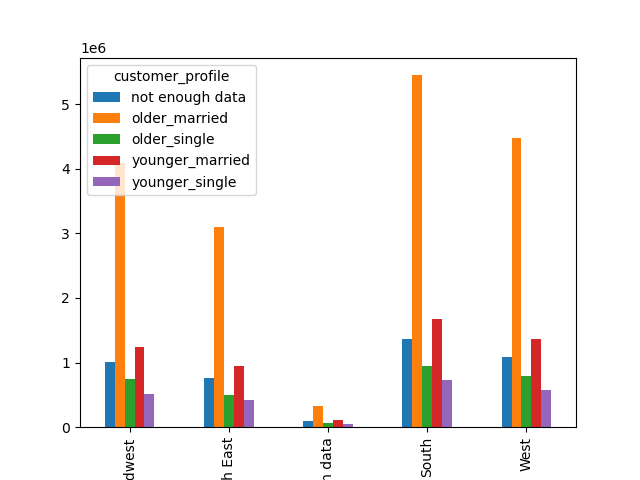 1e6
customer_profile
not enough data
older_married
older_single
younger_married
younger_single
5
4
3
2
1
0
dwest
h East
n data
South
West